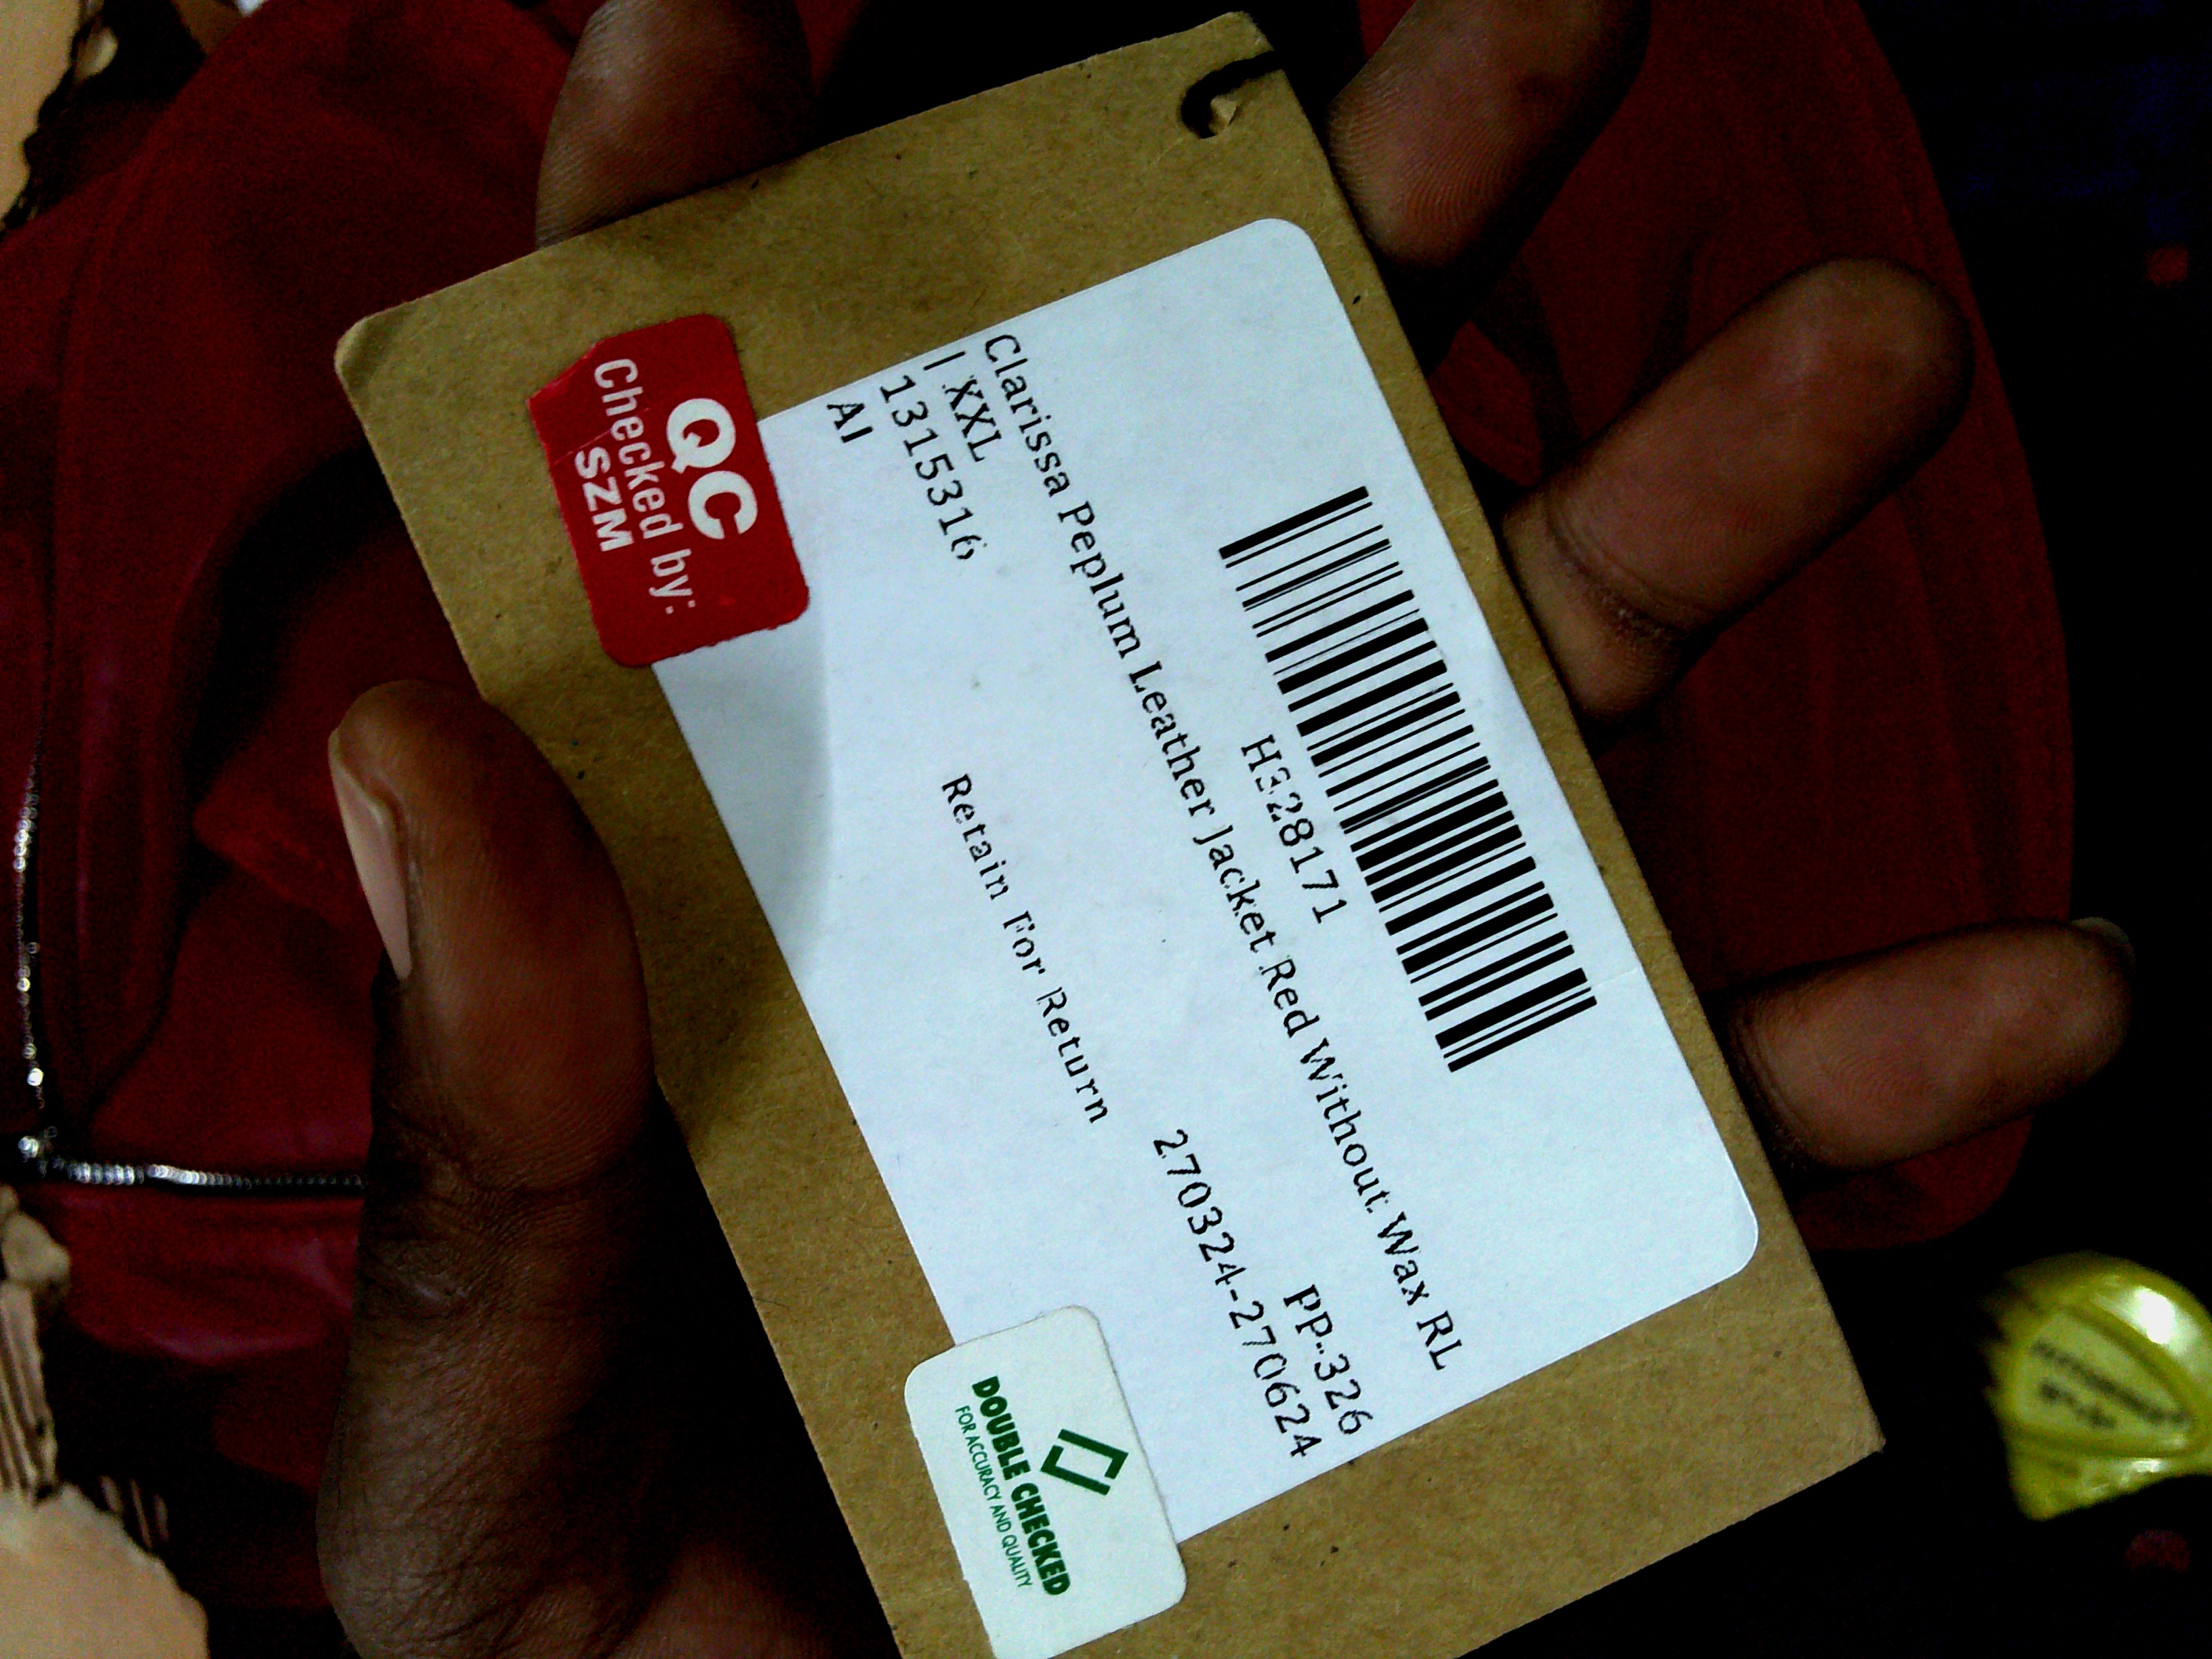 H328171
Clarissa Peplum Leather Jacket Red Without Wax RL
| XXL
PP-326
1315316
270324-270624
AI
Retain For Return
QC
Checked by:
SZM
DOUBLE CHECKED
FOR ACCURACY AND QUALITY